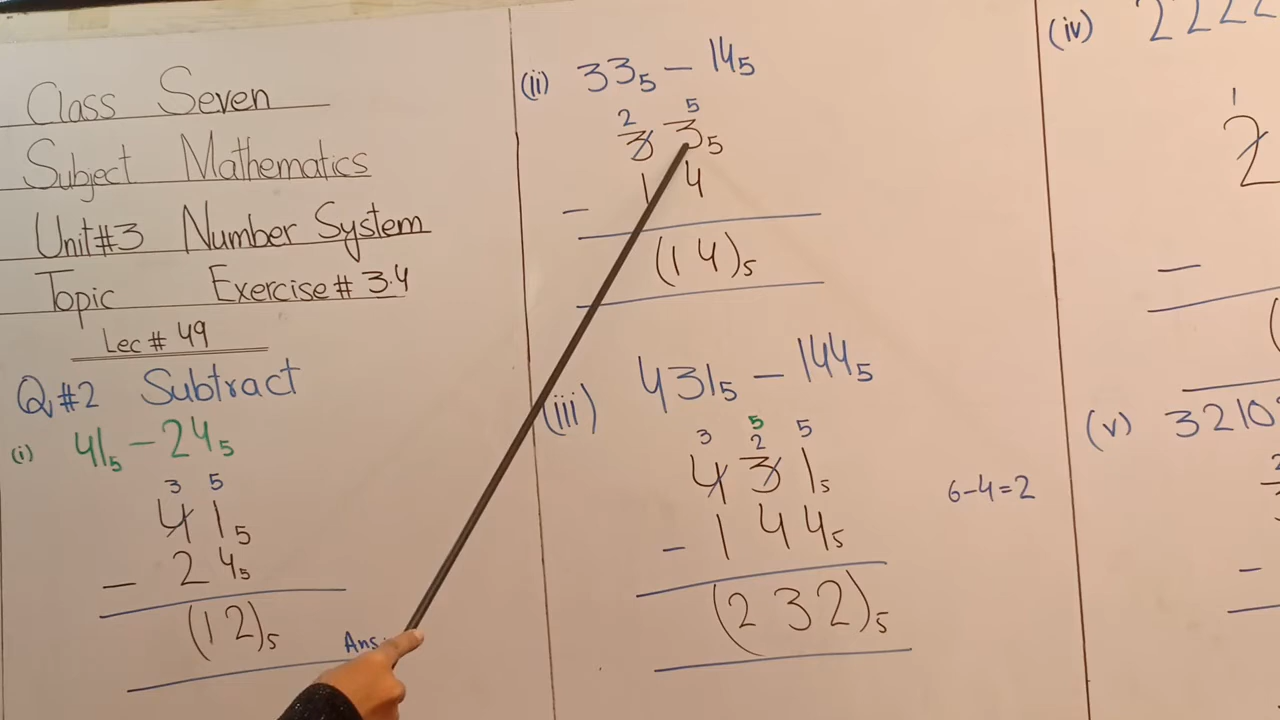 Class Seven
Subject Mathematics
Unit#3 Number System
Topic Exercise# 3.4
Lec# 49
Q#2 Subtract
(i) 41₅ - 24₅
3 5
4 1₅
- 2 4₅
(1 2)₅
Ans
(ii) 33₅ - 14₅
2 5
3 3₅
- 1 4
(1 4)₅
(iii) 431₅ - 144₅
5
3 2 5
4 3 1₅
- 1 4 4₅
(2 3 2)₅
6-4=2
(iv) 2222
1
2
-
(
(v) 3210
2
-